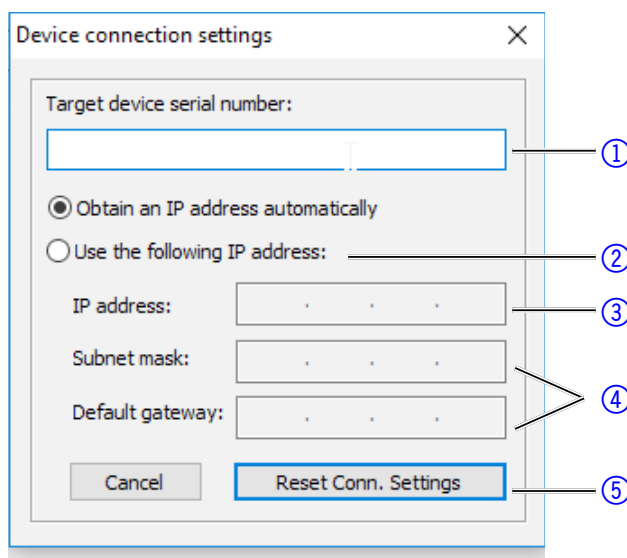 Device connection settings
Target device serial number:
①
Obtain an IP address automatically
Use the following IP address:
②
IP address: . . .
③
Subnet mask: . . .
④
Default gateway: . . .
Cancel Reset Conn. Settings
⑤